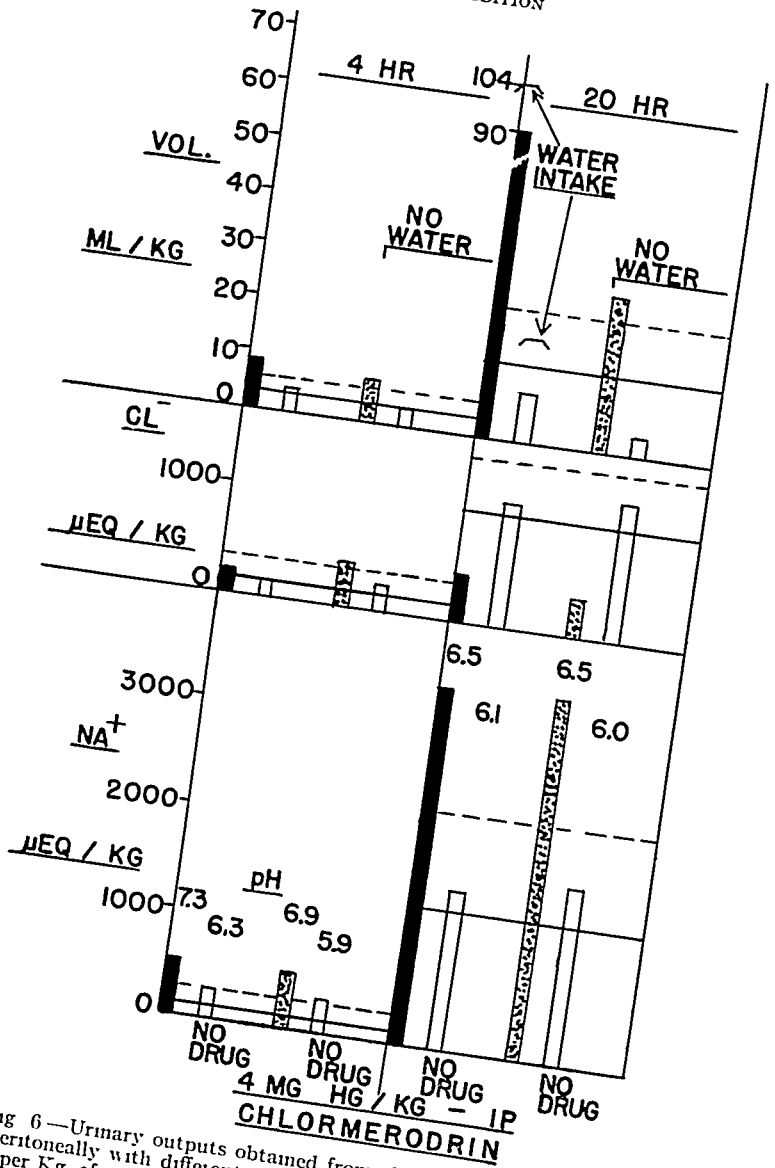 70
60
4 HR
104
20 HR
VOL.
50
90
WATER
INTAKE
40
ML / KG
30
NO
WATER
NO
WATER
20
10
0
CL⁻
1000
µEQ / KG
0
6.5
6.5
3000
6.1
6.0
NA⁺
2000
µEQ / KG
1000
7.3
pH
6.3
6.9
5.9
0
NO
DRUG
NO
DRUG
NO
DRUG
NO
DRUG
4 MG HG / KG – IP
CHLORMERODRIN
6—Urinary outputs obtained from
with different
per Kg